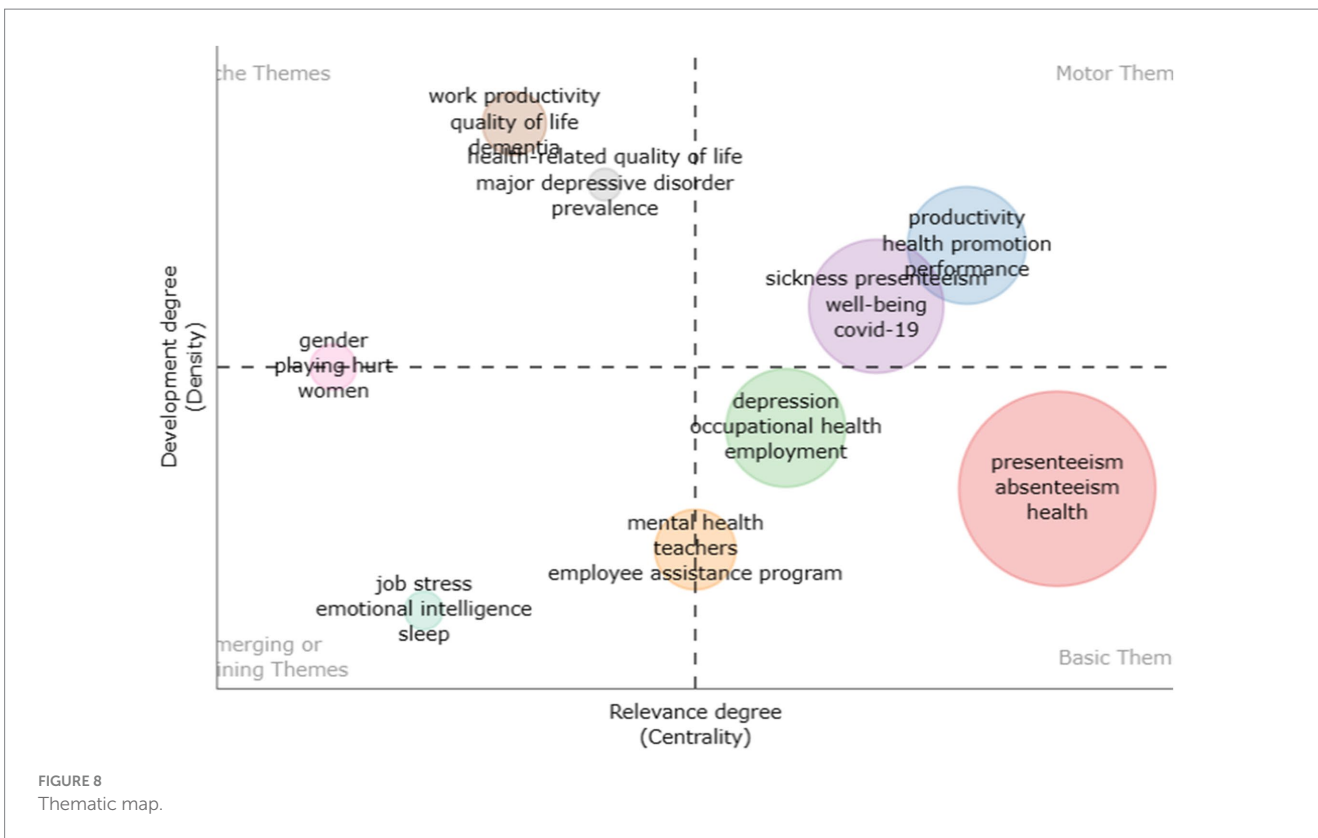 che Themes
Motor Them
work productivity
quality of life
dementia
health-related quality of life
major depressive disorder
prevalence
productivity
health promotion
performance
sickness presenteeism
well-being
covid-19
gender
playing hurt
women
depression
occupational health
employment
presenteeism
absenteeism
health
mental health
teachers
employee assistance program
job stress
emotional intelligence
sleep
merging or
ining Themes
Basic Them
Development degree
(Density)
Relevance degree
(Centrality)
FIGURE 8
Thematic map.